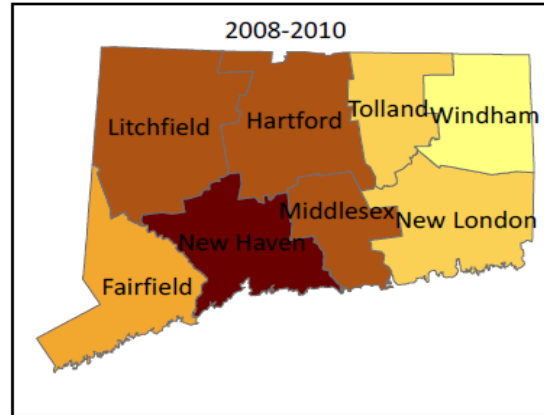 2008-2010
Litchfield
Hartford
Tolland
Windham
Middlesex
New London
New Haven
Fairfield